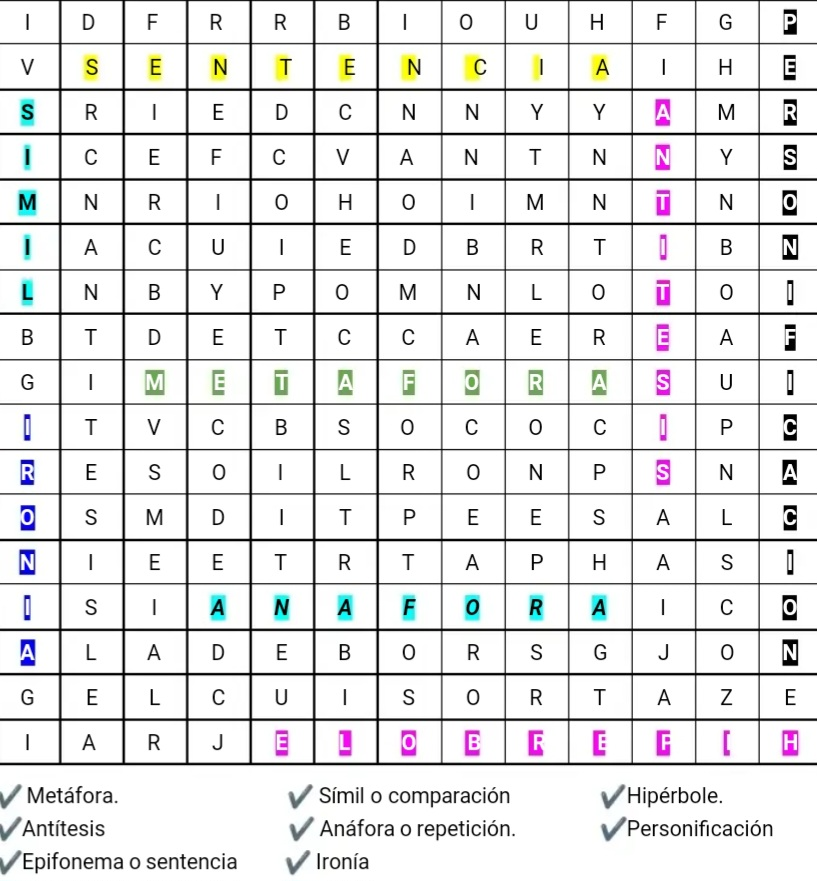 I D F R R B I O U H F G P
V S E N T E N C I A I H E
S R I E D C N N Y Y A M R
I C E F C V A N T N N Y S
M N R I O H O I M N T N O
I A C U I E D B R T I B N
L N B Y P O M N L O T O I
B T D E T C C A E R E A F
G I M E T A F O R A S U I
I T V C B S O C O C I P C
R E S O I L R O N P S N A
O S M D I T P E E S A L C
N I E E T R T A P H A S I
I S I A N A F O R A I C O
A L A D E B O R S G J O N
G E L C U I S O R T A Z E
I A R J E L O B R E P I H
✔ Metáfora. ✔ Símil o comparación ✔Hipérbole.
✔Antítesis ✔ Anáfora o repetición. ✔Personificación
✔Epifonema o sentencia ✔ Ironía